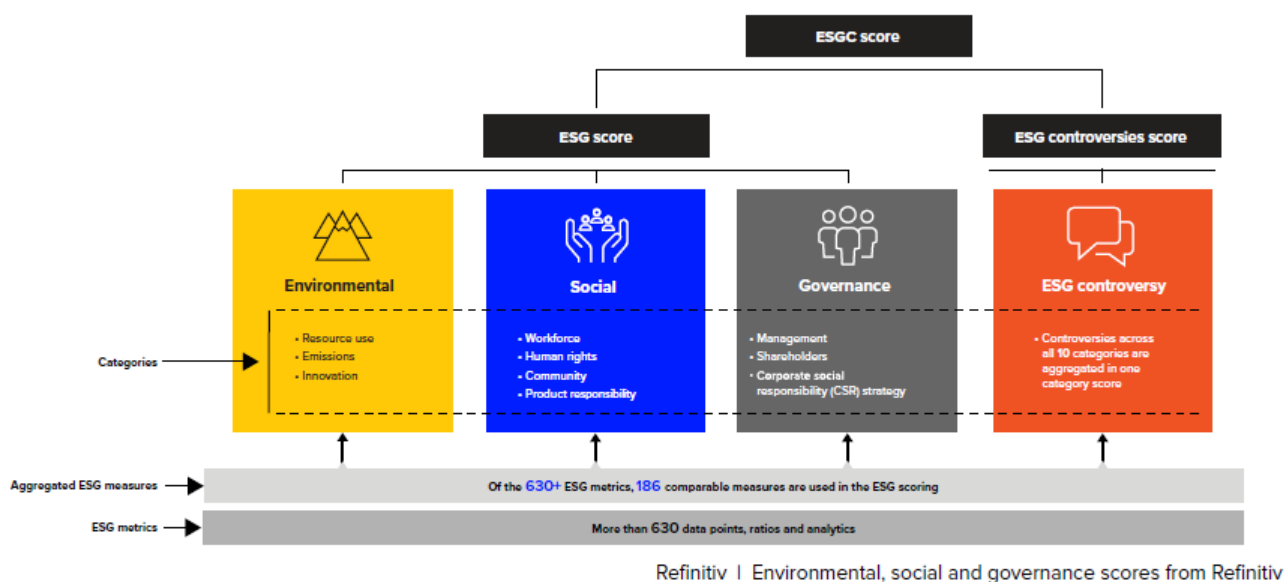 ESGC score
ESG score
ESG controversies score
Environmental
Social
Governance
ESG controversy
Categories
- Resource use
- Emissions
- Innovation
- Workforce
- Human rights
- Community
- Product responsibility
- Management
- Shareholders
- Corporate social
responsibility (CSR) strategy
- Controversies across
all 10 categories are
aggregated in one
category score
Aggregated ESG measures
Of the 630+ ESG metrics, 186 comparable measures are used in the ESG scoring
ESG metrics
More than 630 data points, ratios and analytics
Refinitiv | Environmental, social and governance scores from Refinitiv